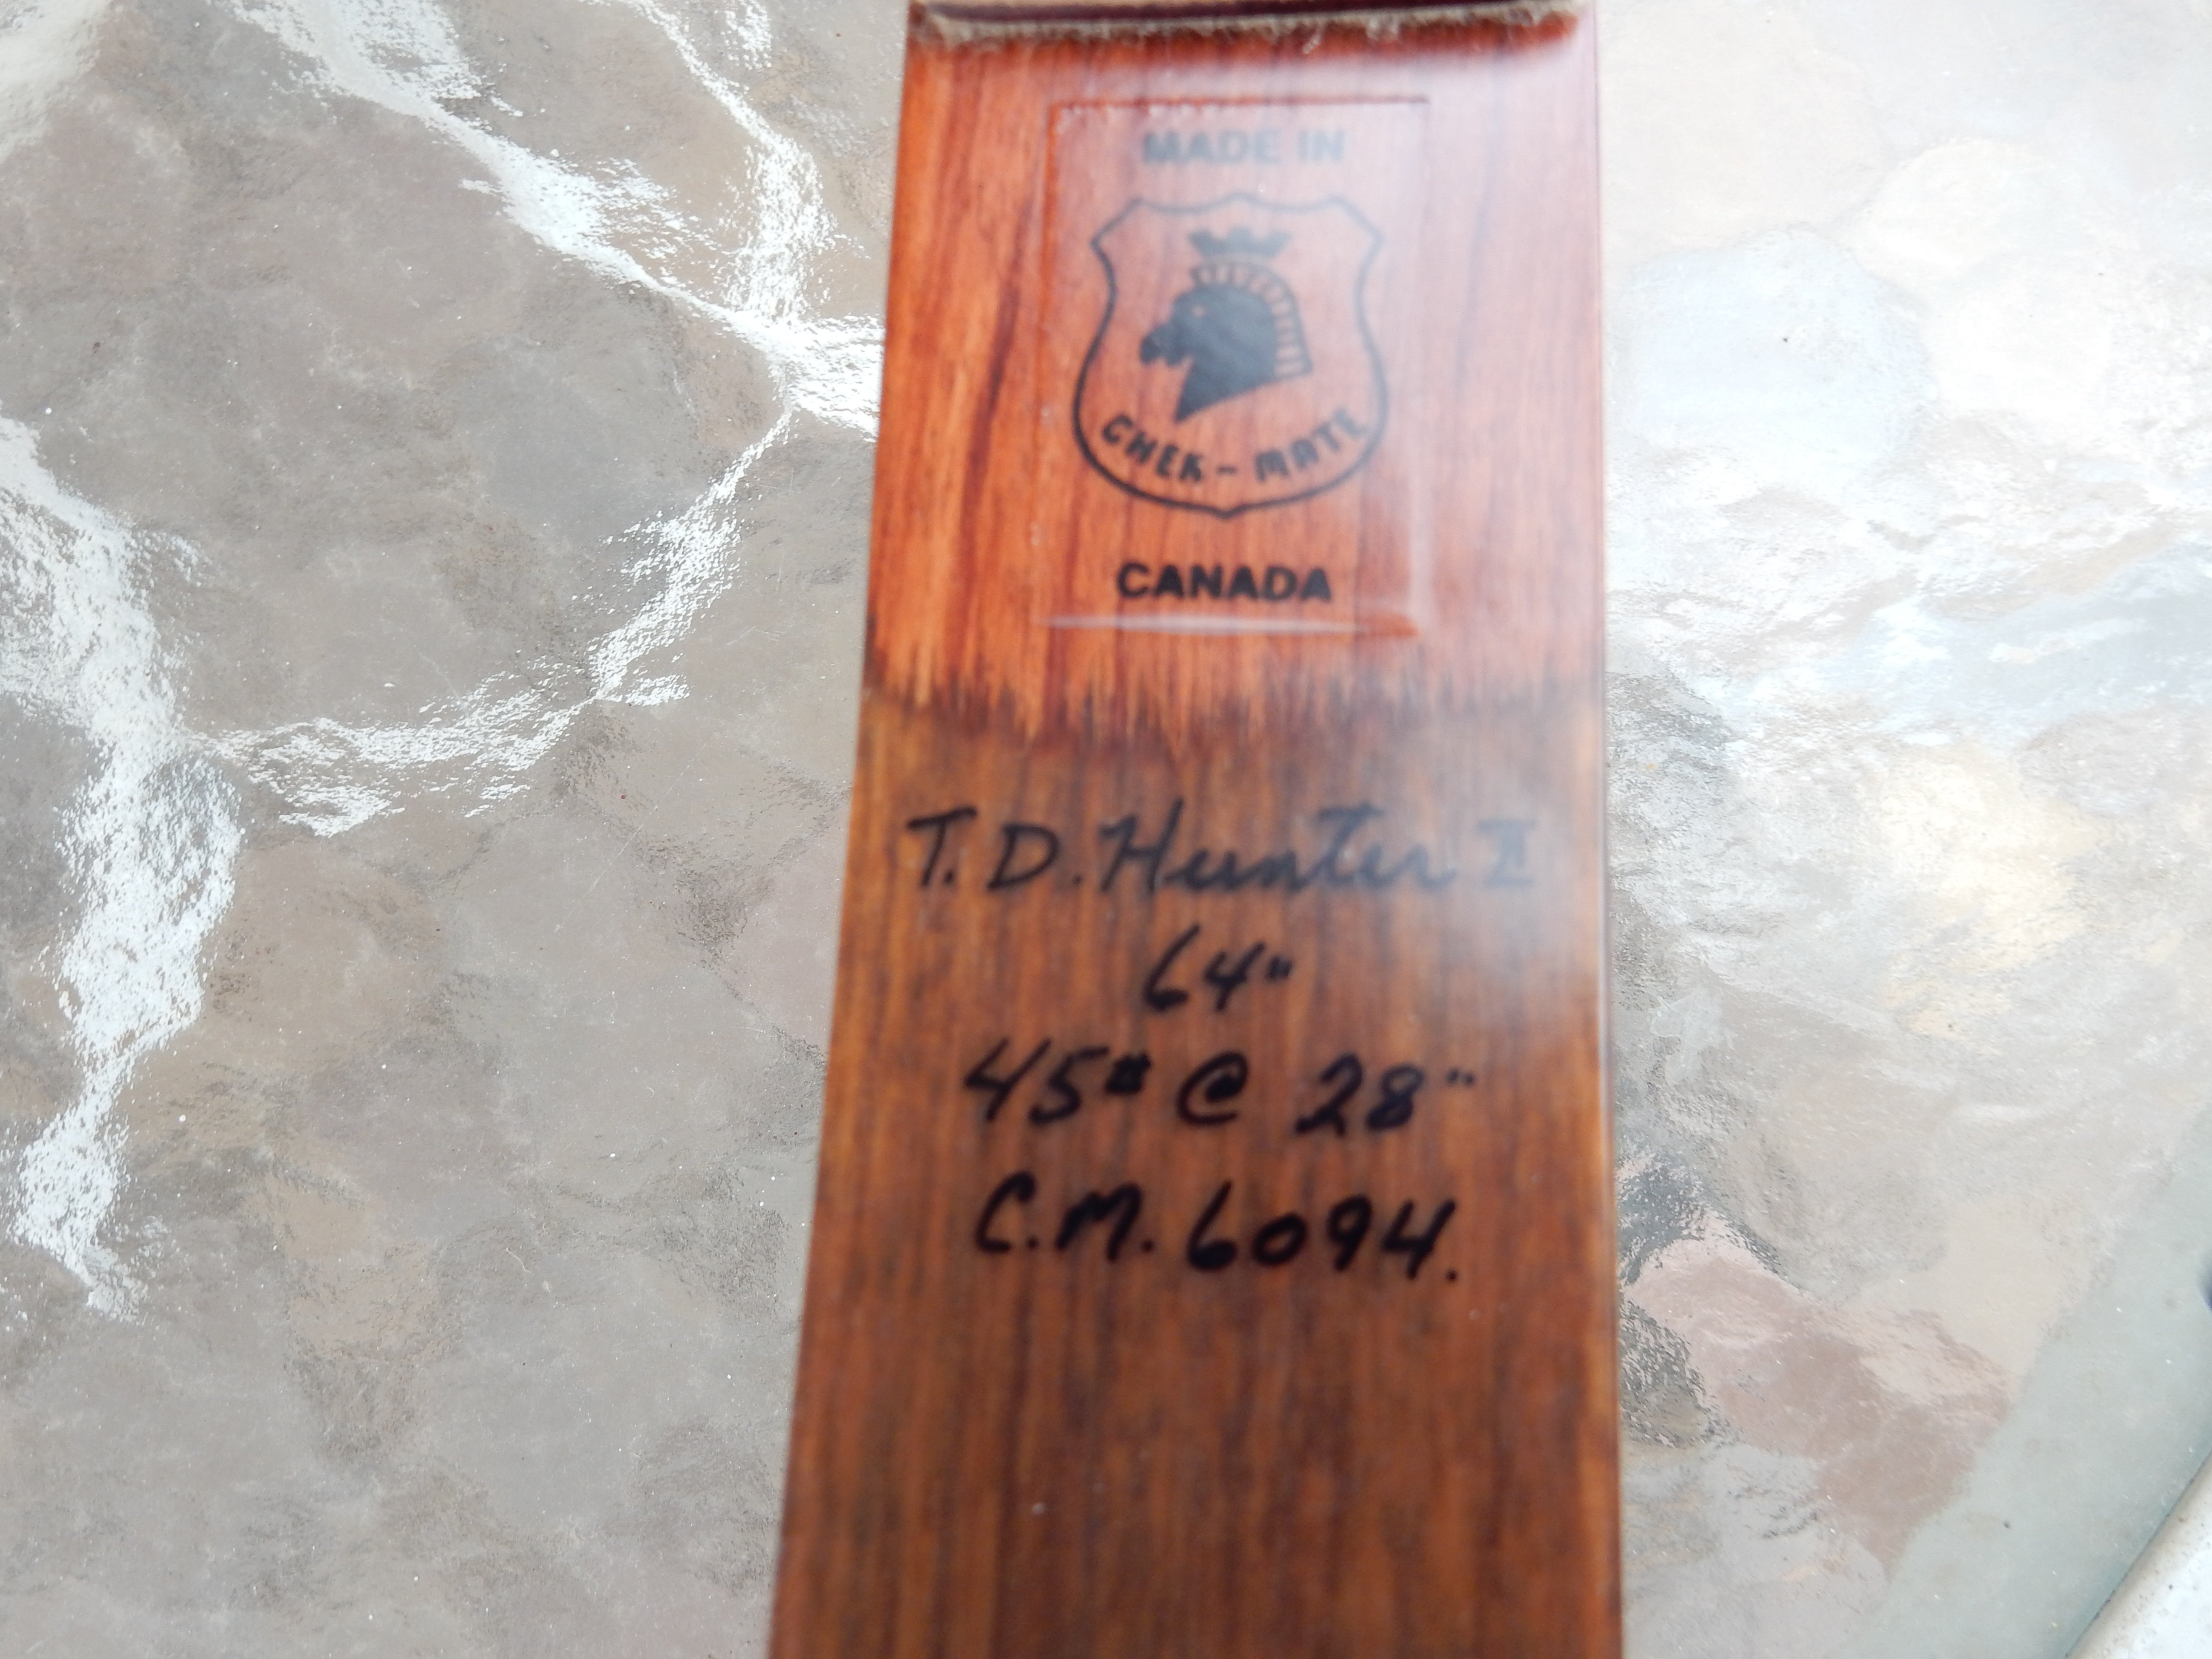 MADE IN
CHEK-MATE
CANADA
T.D. Hunter II
64"
45# @ 28"
C.M. 6094.